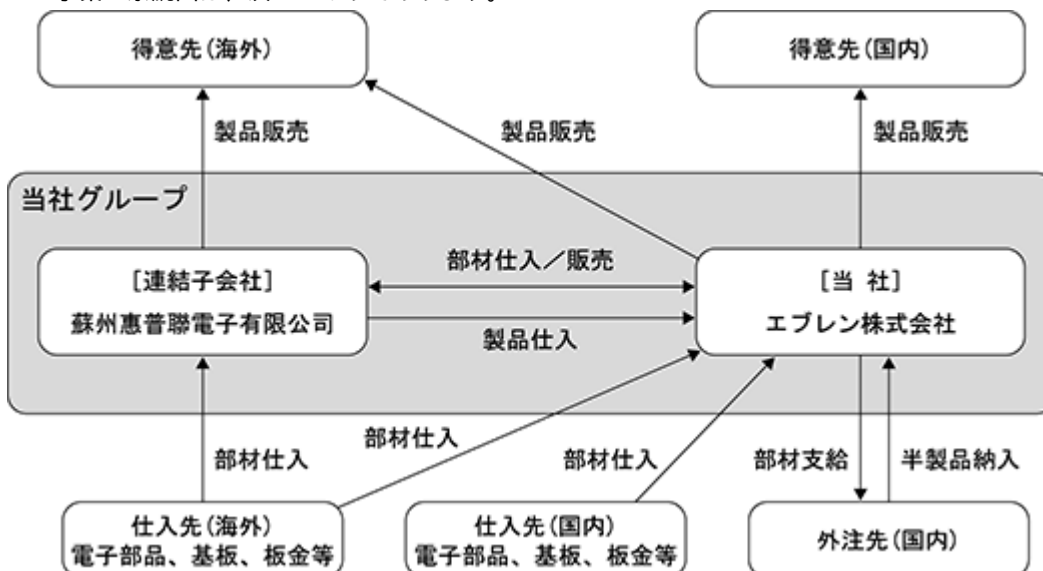 得意先(海外)
得意先(国内)
製品販売
製品販売
製品販売
当社グループ
[連結子会社]
蘇州惠普聯電子有限公司
部材仕入/販売
製品仕入
[当 社]
エブレン株式会社
部材仕入
部材仕入
部材仕入
部材支給
半製品納入
仕入先(海外)
電子部品、基板、板金等
仕入先(国内)
電子部品、基板、板金等
外注先(国内)